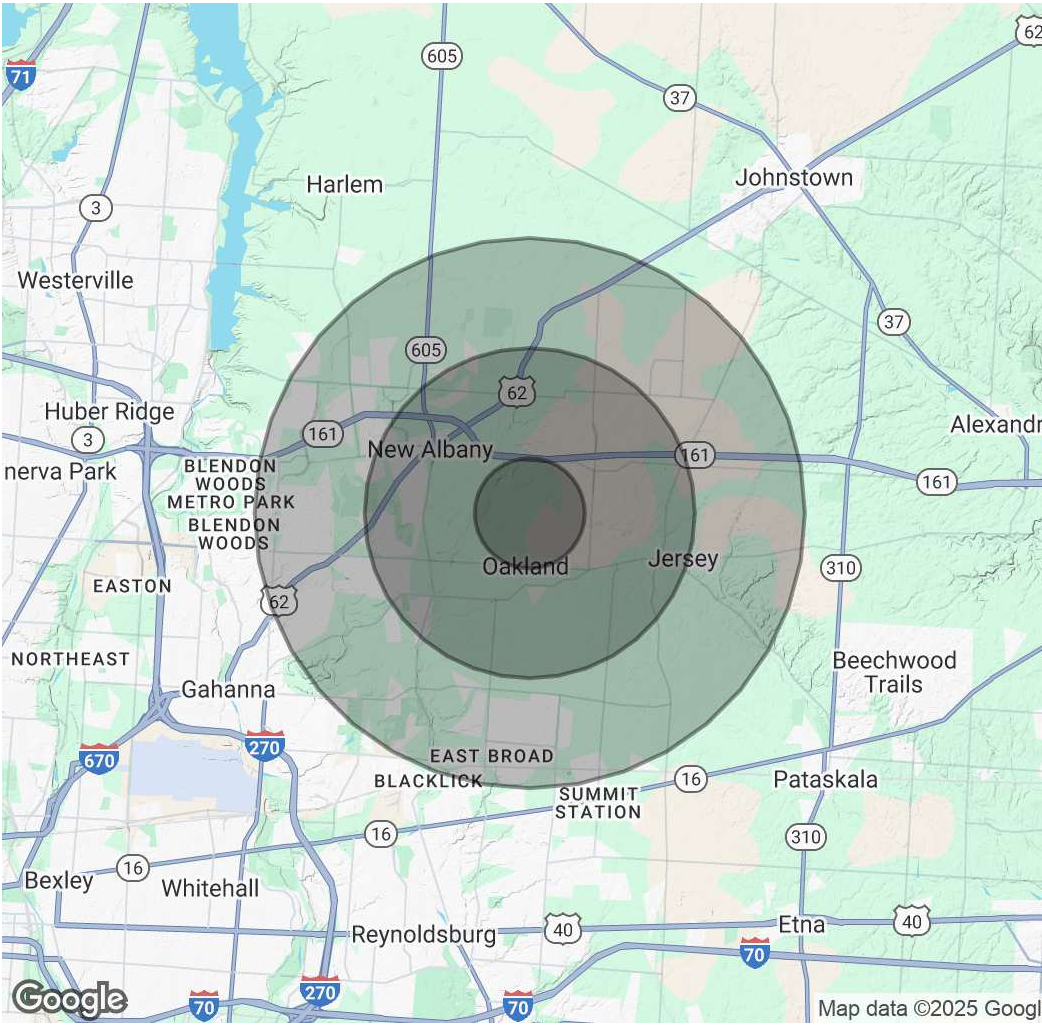 62
605
71
37
Johnstown
Harlem
3
Westerville
37
605
62
Huber Ridge
3
Alexandr
161
New Albany
161
nerva Park
BLENDON
WOODS
METRO PARK
161
BLENDON
WOODS
Oakland
Jersey
310
EASTON
62
NORTHEAST
Beechwood
Trails
Gahanna
270
670
EAST BROAD
BLACKLICK
16
Pataskala
SUMMIT
STATION
16
310
16
Bexley
Whitehall
Reynoldsburg
40
Etna
40
70
270
Google
70
70
Map data ©2025 Googl